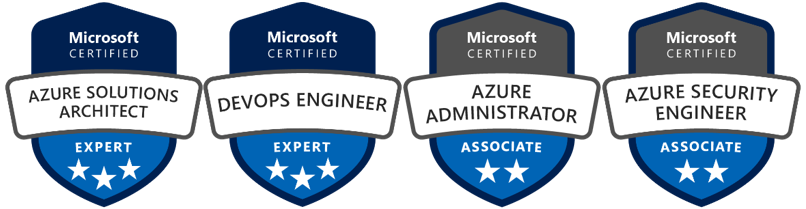 Microsoft
CERTIFIED
AZURE SOLUTIONS
ARCHITECT
EXPERT
Microsoft
CERTIFIED
DEVOPS ENGINEER
EXPERT
Microsoft
CERTIFIED
AZURE
ADMINISTRATOR
ASSOCIATE
Microsoft
CERTIFIED
AZURE SECURITY
ENGINEER
ASSOCIATE